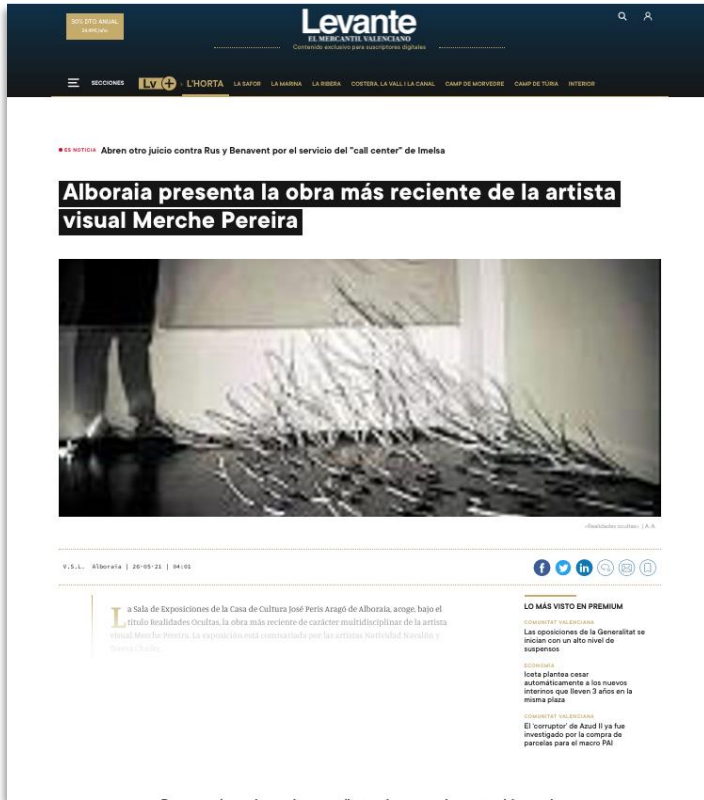 50% DTO ANUAL
Levante
EL MERCANTIL VALENCIANO
Contenido exclusivo para suscriptores digitales
SECCIONES Lv+ L'HORTA LA SAFOR LA MARINA LA RIBERA COSTERA, LA VALL I LA CANAL CAMP DE MORVEDRE CAMP DE TÚRIA INTERIOR
ES NOTICIA Abren otro juicio contra Rus y Benavent por el servicio del "call center" de Imelsa
Alboraia presenta la obra más reciente de la artista
visual Merche Pereira
«Realidades ocultas» | A.A.
V.S.L. Alboraia | 26·05·21 | 04:01
La Sala de Exposiciones de la Casa de Cultura José Peris Aragó de Alboraia, acoge, bajo el
título Realidades Ocultas, la obra más reciente de carácter multidisciplinar de la artista
visual Merche Pereira. La exposición está comisariada por las artistas Natividad Navalón y
LO MÁS VISTO EN PREMIUM
COMUNITAT VALENCIANA
Las oposiciones de la Generalitat se
inician con un alto nivel de
suspensos
ECONOMÍA
Iceta plantea cesar
automáticamente a los nuevos
interinos que lleven 3 años en la
misma plaza
COMUNITAT VALENCIANA
El 'corruptor' de Azud II ya fue
investigado por la compra de
parcelas para el macro PAI